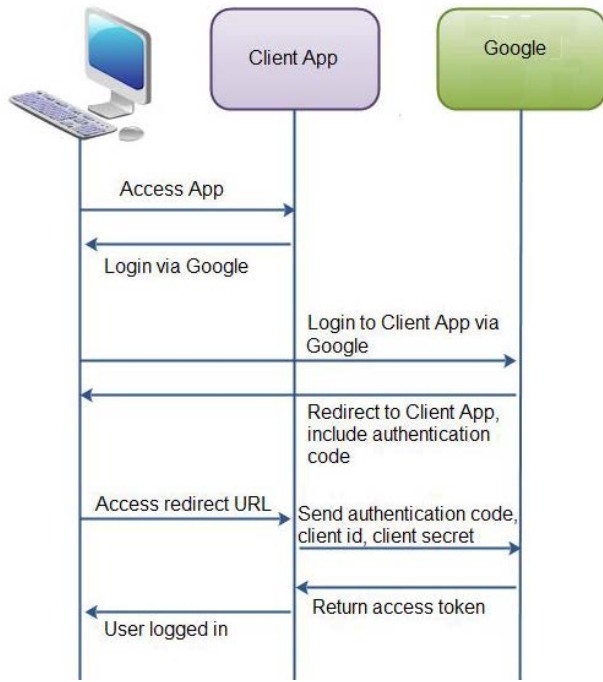 Client App
Google
Access App
Login via Google
Login to Client App via
Google
Redirect to Client App,
include authentication
code
Access redirect URL
Send authentication code,
client id, client secret
Return access token
User logged in